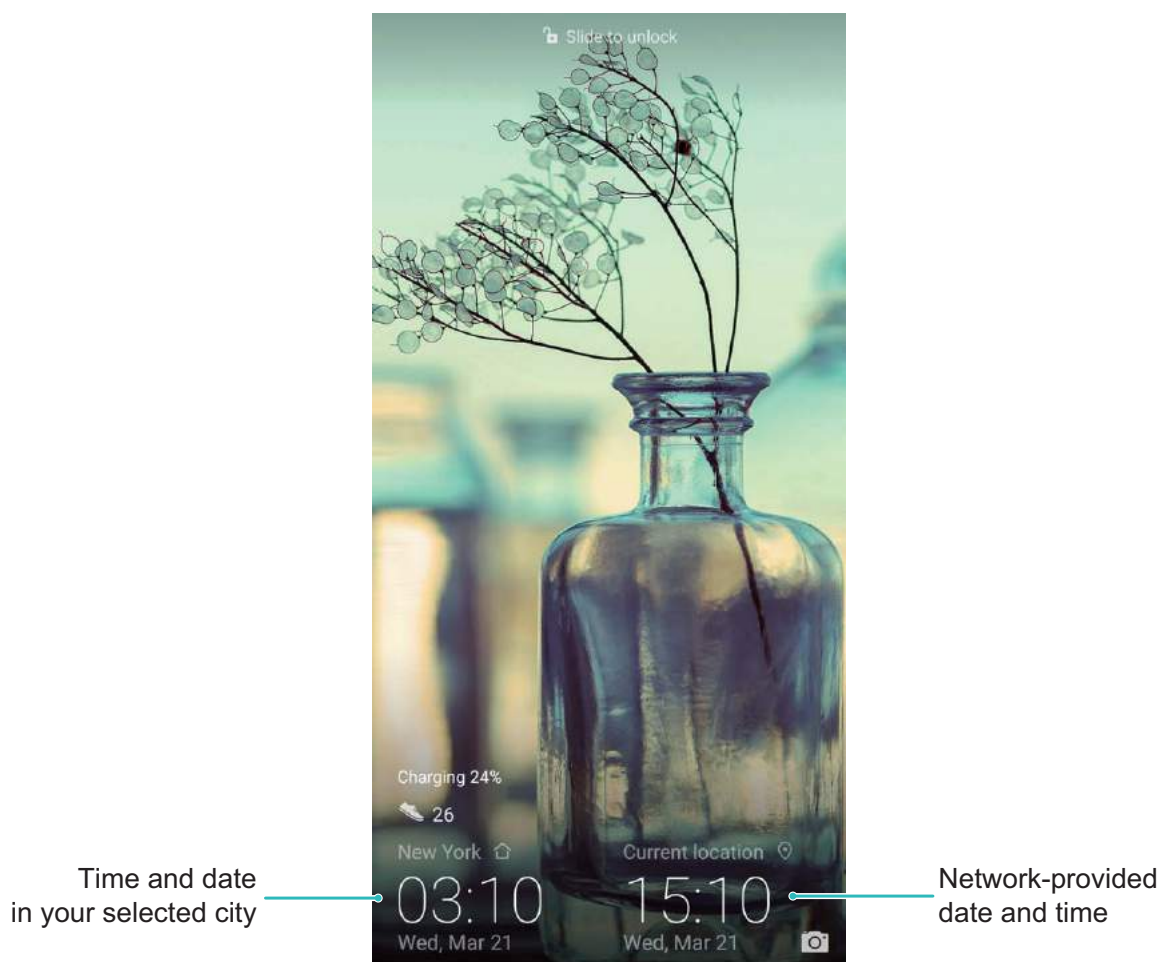 Slide to unlock
Charging 24%
26
New York
Current location
03:10
15:10
Wed, Mar 21
Wed, Mar 21
Time and date
in your selected city
Network-provided
date and time